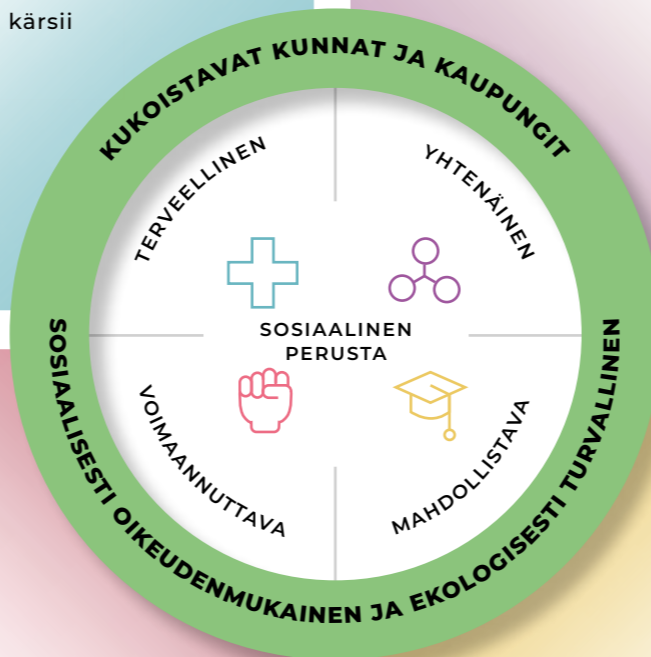 kärsii
KUKOISTAVAT KUNNAT JA KAUPUNGIT
TERVEELLINEN
YHTENÄINEN
SOSIAALINEN
PERUSTA
VOIMAANNUTTAVA
MAHDOLLISTAVA
SOSIAALISESTI OIKEUDENMUKAINEN JA EKOLOGISESTI TURVALLINEN